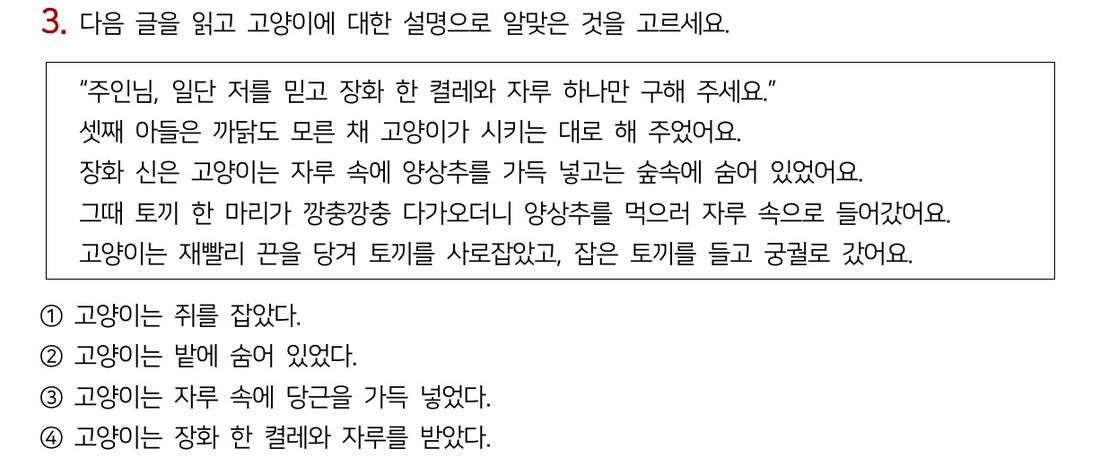 3. 다음 글을 읽고 고양이에 대한 설명으로 알맞은 것을 고르세요.
“주인님, 일단 저를 믿고 장화 한 켤레와 자루 하나만 구해 주세요.”
셋째 아들은 까닭도 모른 채 고양이가 시키는 대로 해 주었어요.
장화 신은 고양이는 자루 속에 양상추를 가득 넣고는 숲속에 숨어 있었어요.
그때 토끼 한 마리가 깡충깡충 다가오더니 양상추를 먹으러 자루 속으로 들어갔어요.
고양이는 재빨리 끈을 당겨 토끼를 사로잡았고, 잡은 토끼를 들고 궁궐로 갔어요.
① 고양이는 쥐를 잡았다.
② 고양이는 밭에 숨어 있었다.
③ 고양이는 자루 속에 당근을 가득 넣었다.
④ 고양이는 장화 한 켤레와 자루를 받았다.